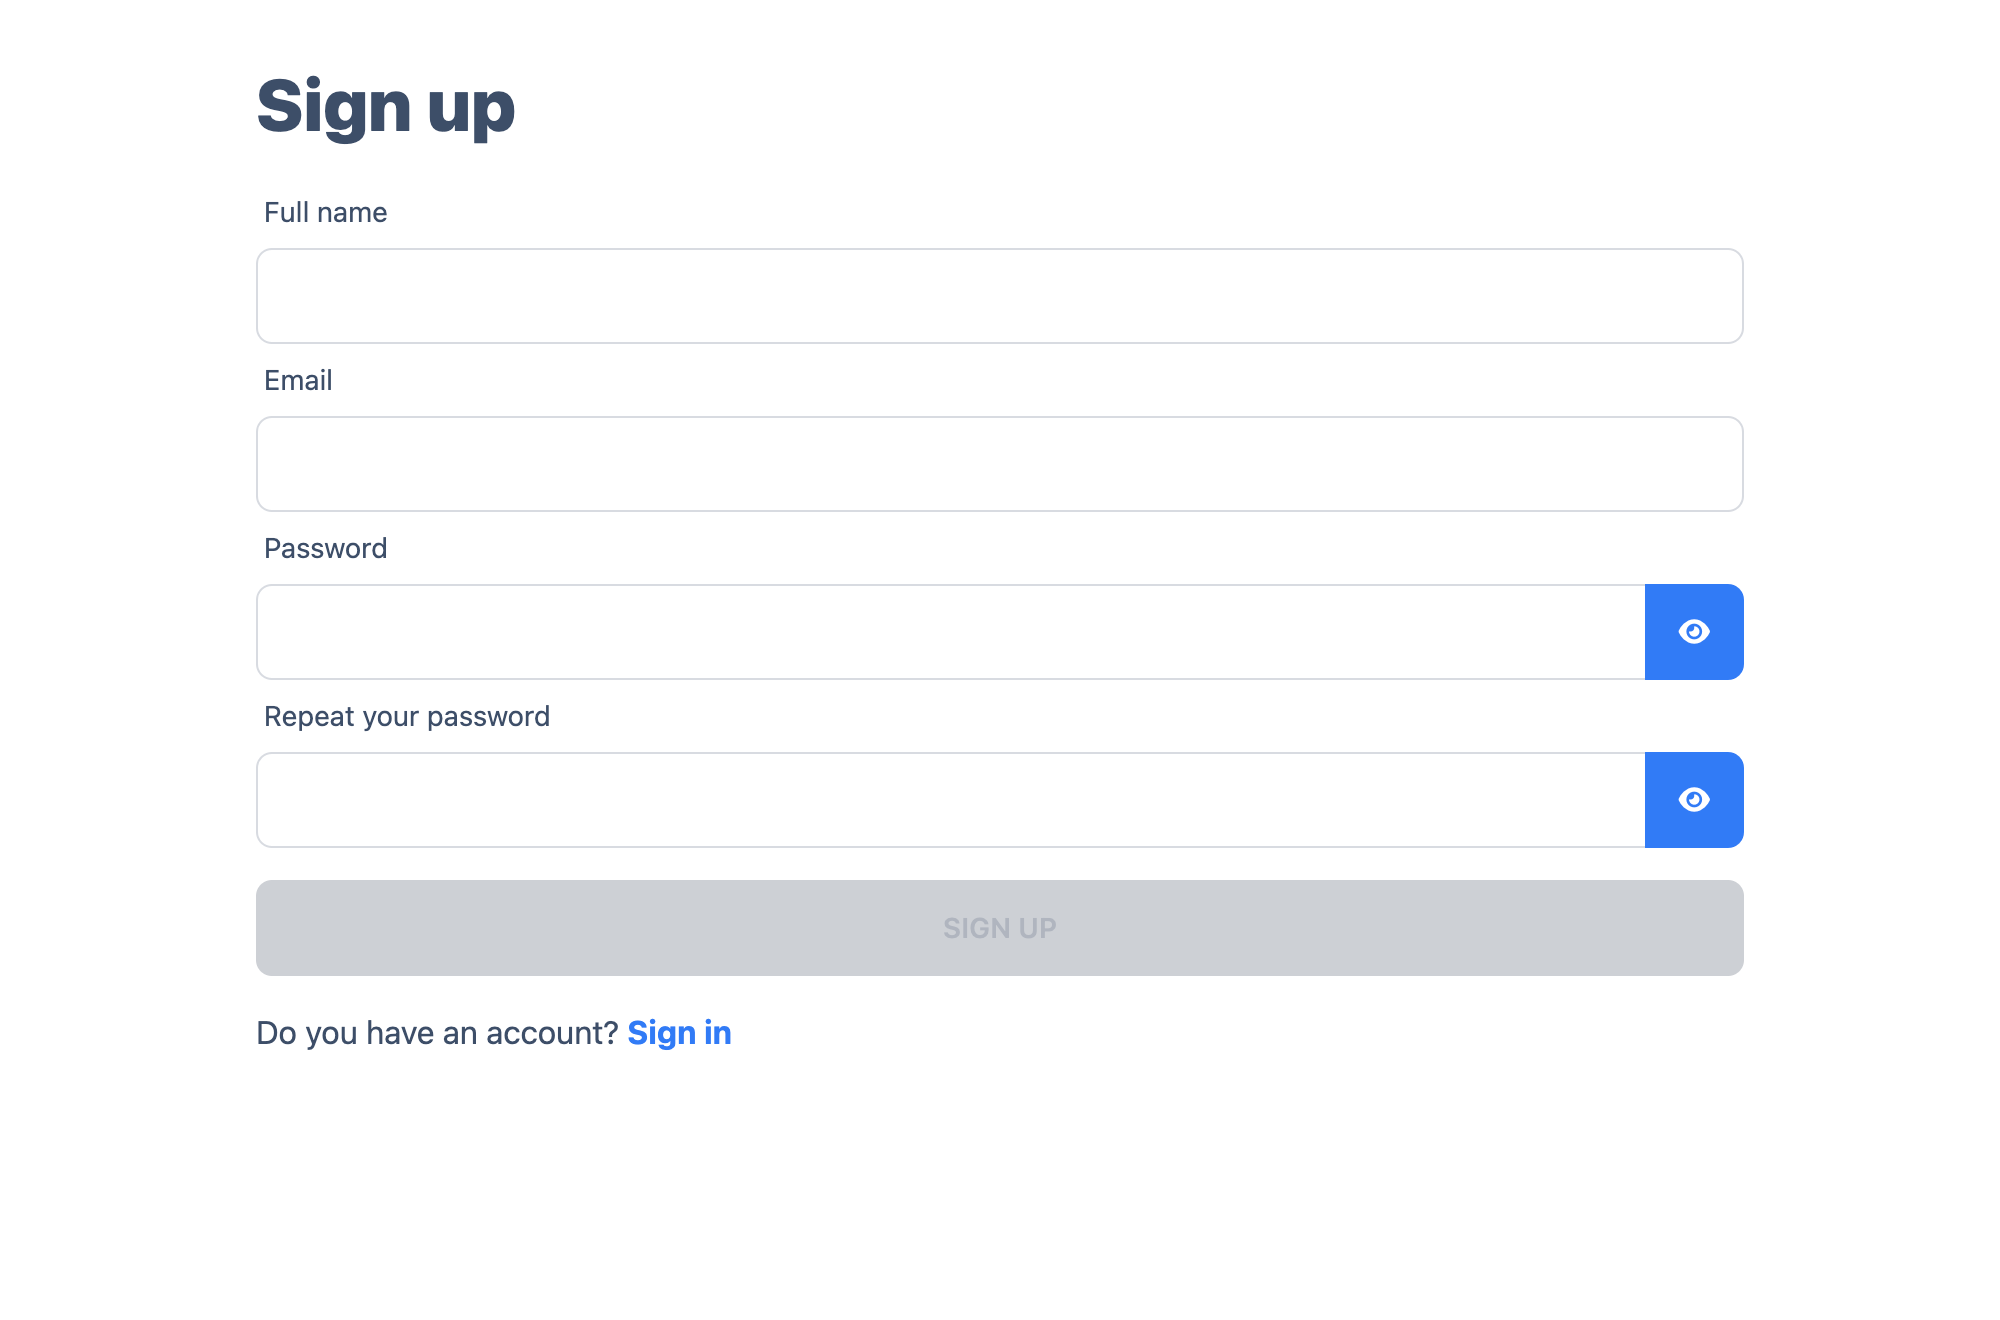 Sign up
Full name
Email
Password
Repeat your password
SIGN UP
Do you have an account? Sign in